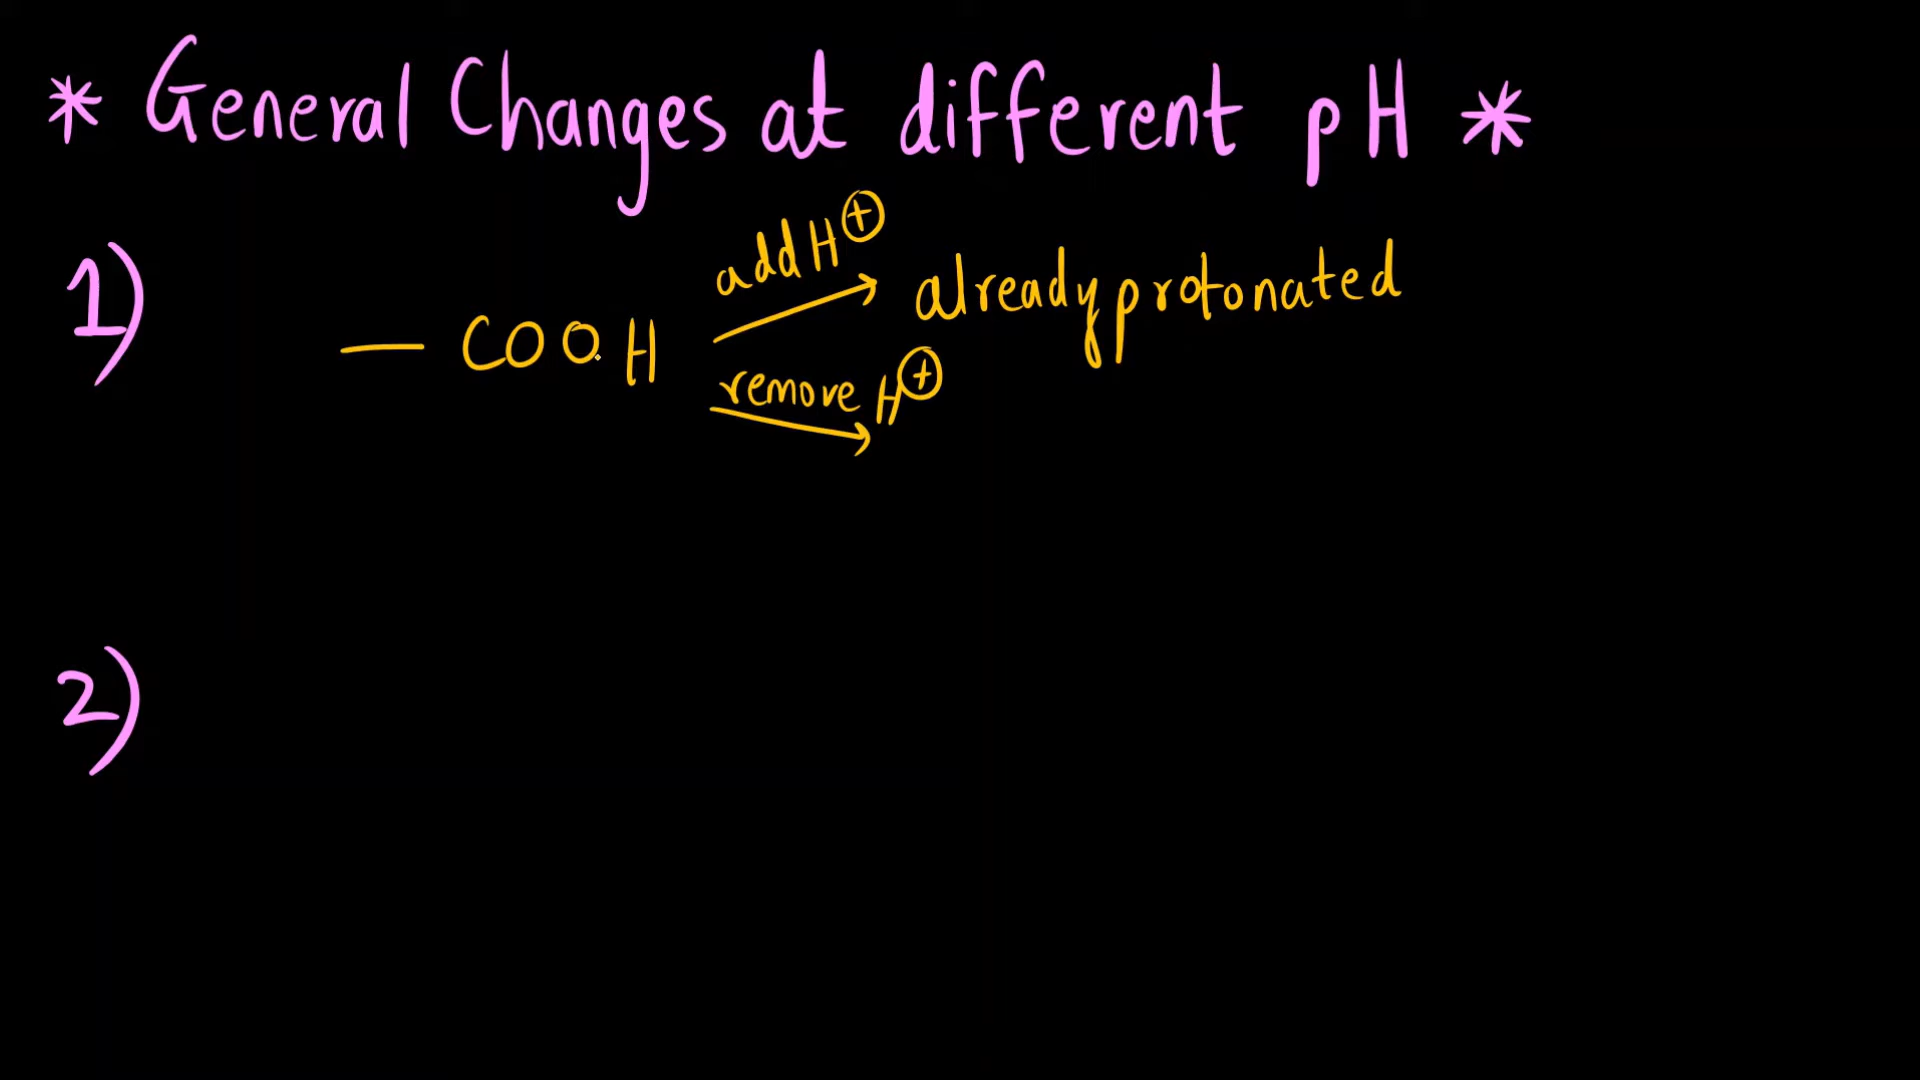 * General Changes at different pH *
1)
add H⊕
already protonated
— COOH
remove H⊕
2)